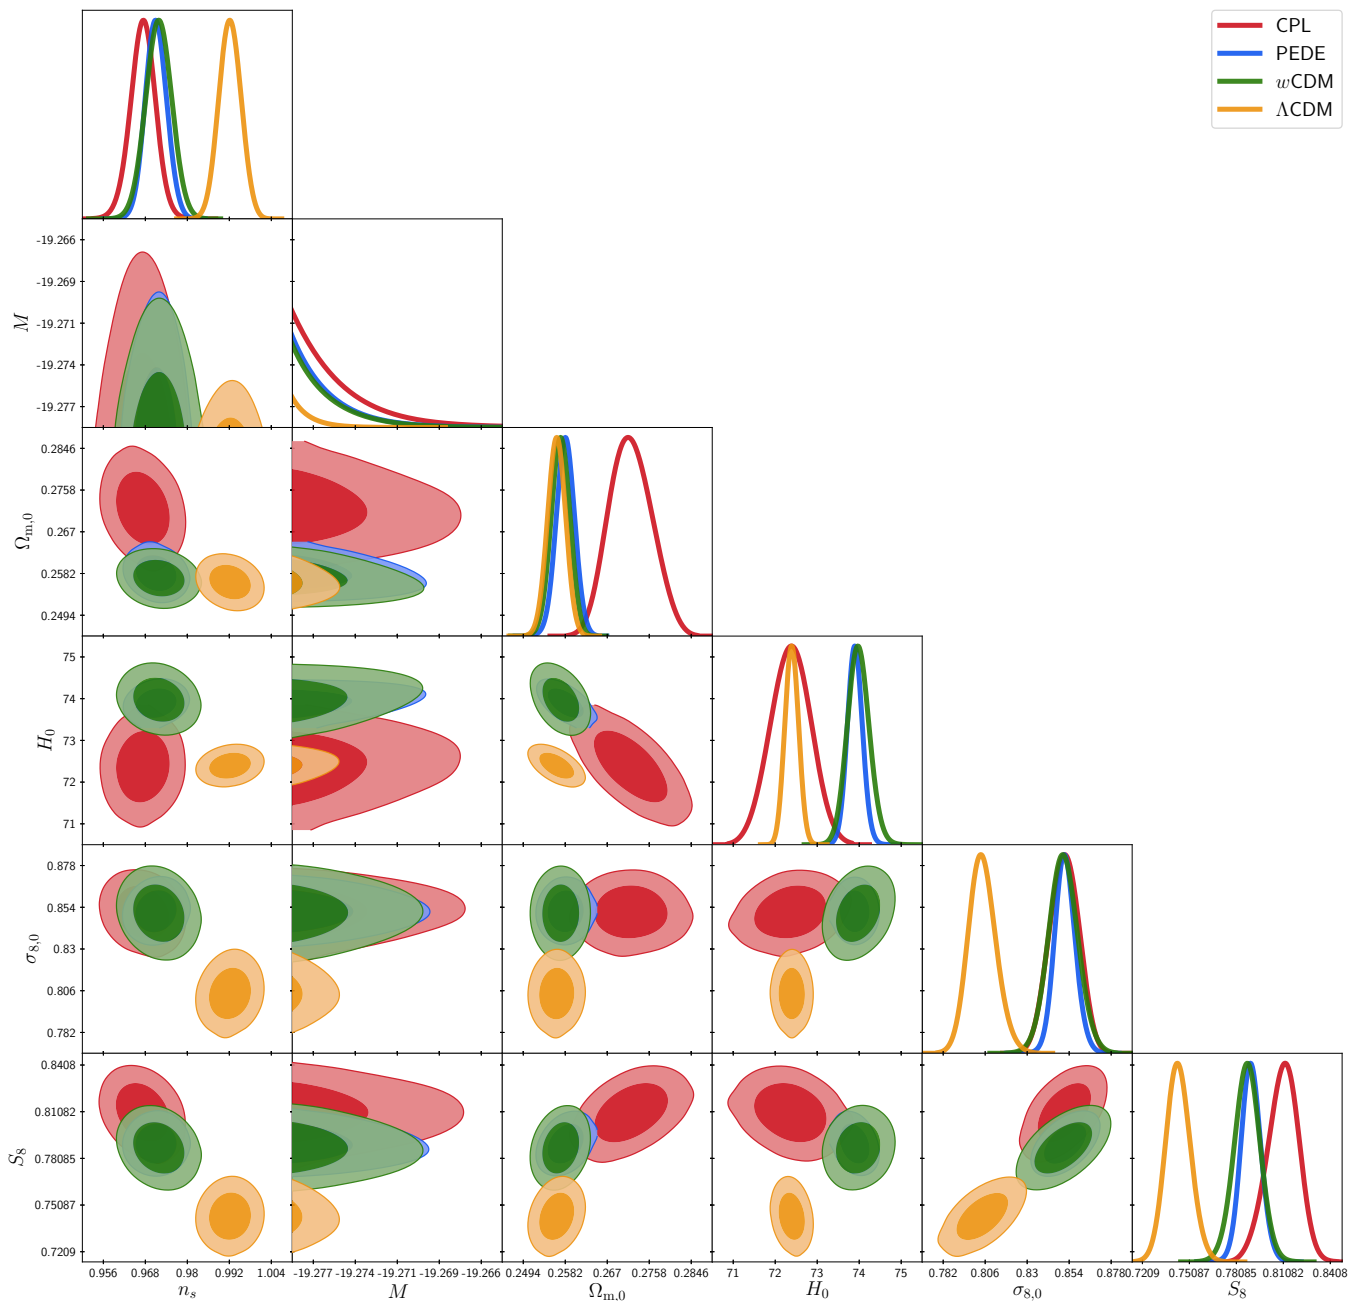 CPL
PEDE
wCDM
ΛCDM
-19.266
-19.269
-19.271
-19.274
-19.277
M
0.2846
0.2758
0.267
0.2582
0.2494
Ωm,0
75
74
73
72
71
H0
0.878
0.854
0.83
0.806
0.782
σ8,0
0.8408
0.81082
0.78085
0.75087
0.7209
S8
0.956 0.968 0.98 0.992 1.004
-19.277 -19.274 -19.271 -19.269 -19.266
0.2494 0.2582 0.267 0.2758 0.2846
71 72 73 74 75
0.782 0.806 0.83 0.854 0.878
0.7209 0.75087 0.78085 0.81082 0.8408
ns M Ωm,0 H0 σ8,0 S8